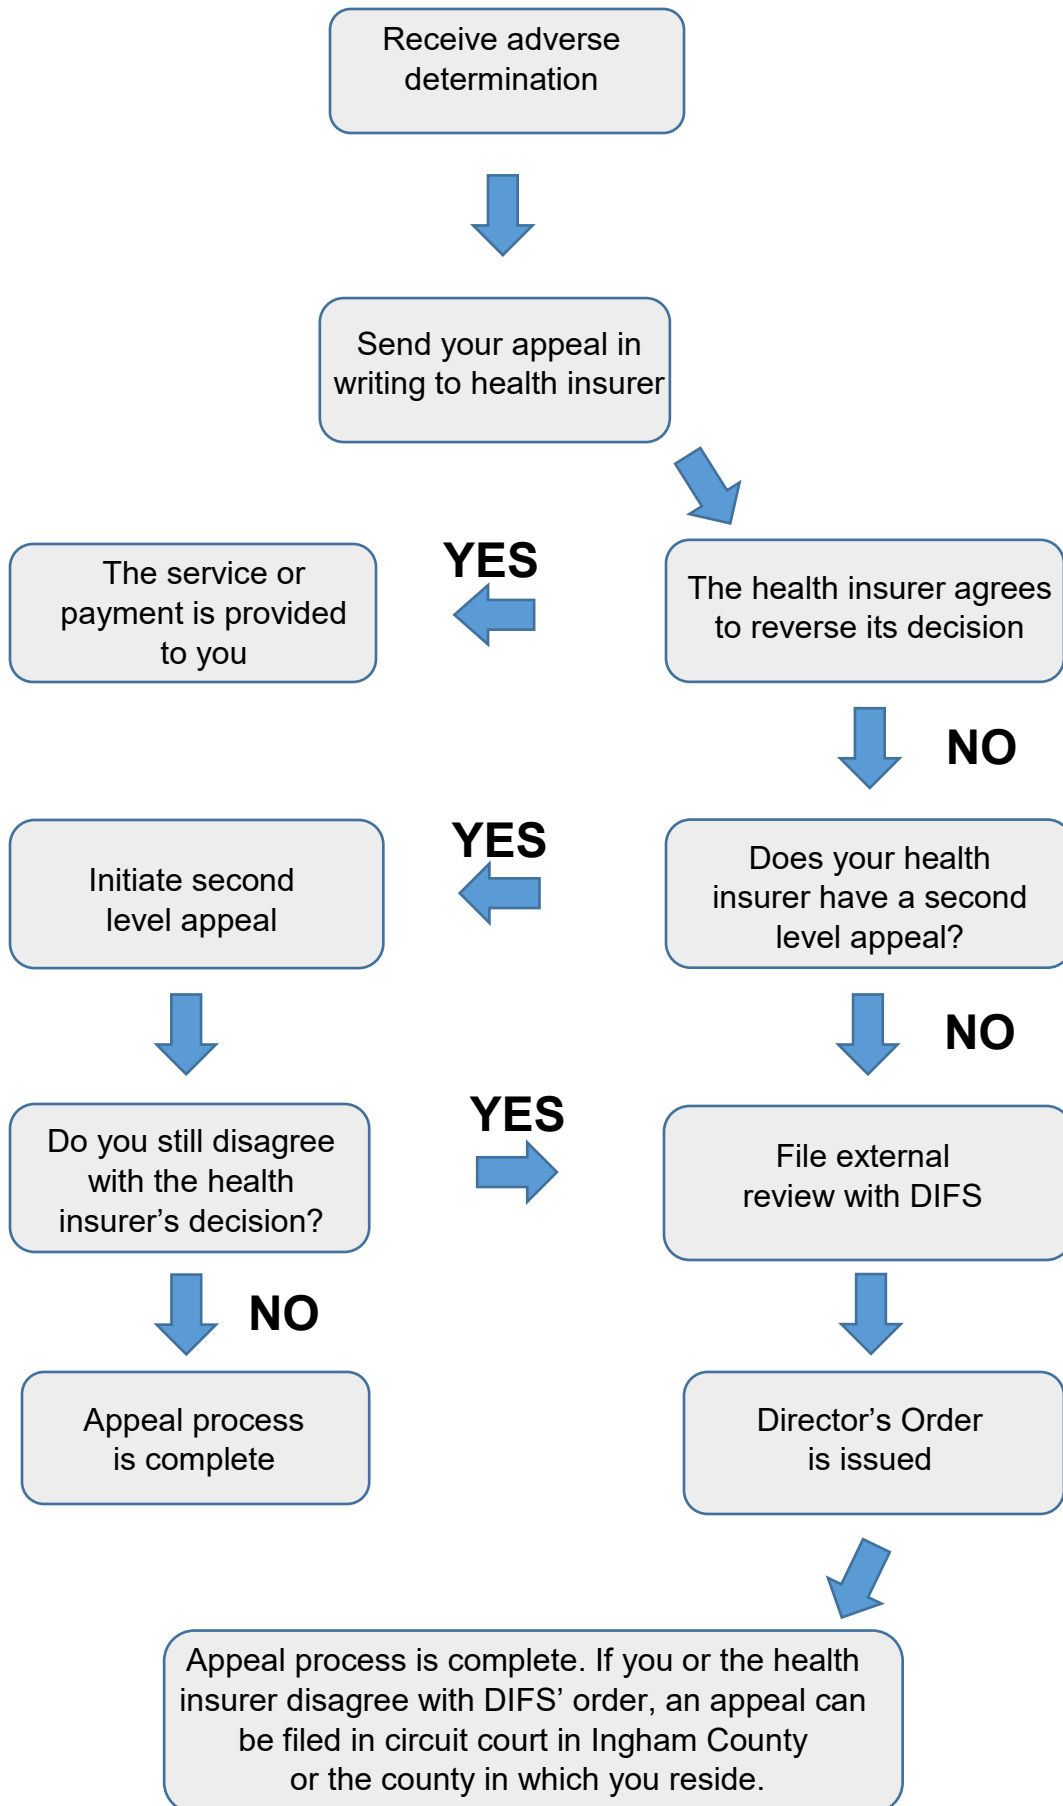 Receive adverse
determination
Send your appeal in
writing to health insurer
YES
The service or
payment is provided
to you
The health insurer agrees
to reverse its decision
NO
YES
Initiate second
level appeal
Does your health
insurer have a second
level appeal?
NO
YES
Do you still disagree
with the health
insurer’s decision?
File external
review with DIFS
NO
Appeal process
is complete
Director’s Order
is issued
Appeal process is complete. If you or the health
insurer disagree with DIFS’ order, an appeal can
be filed in circuit court in Ingham County
or the county in which you reside.